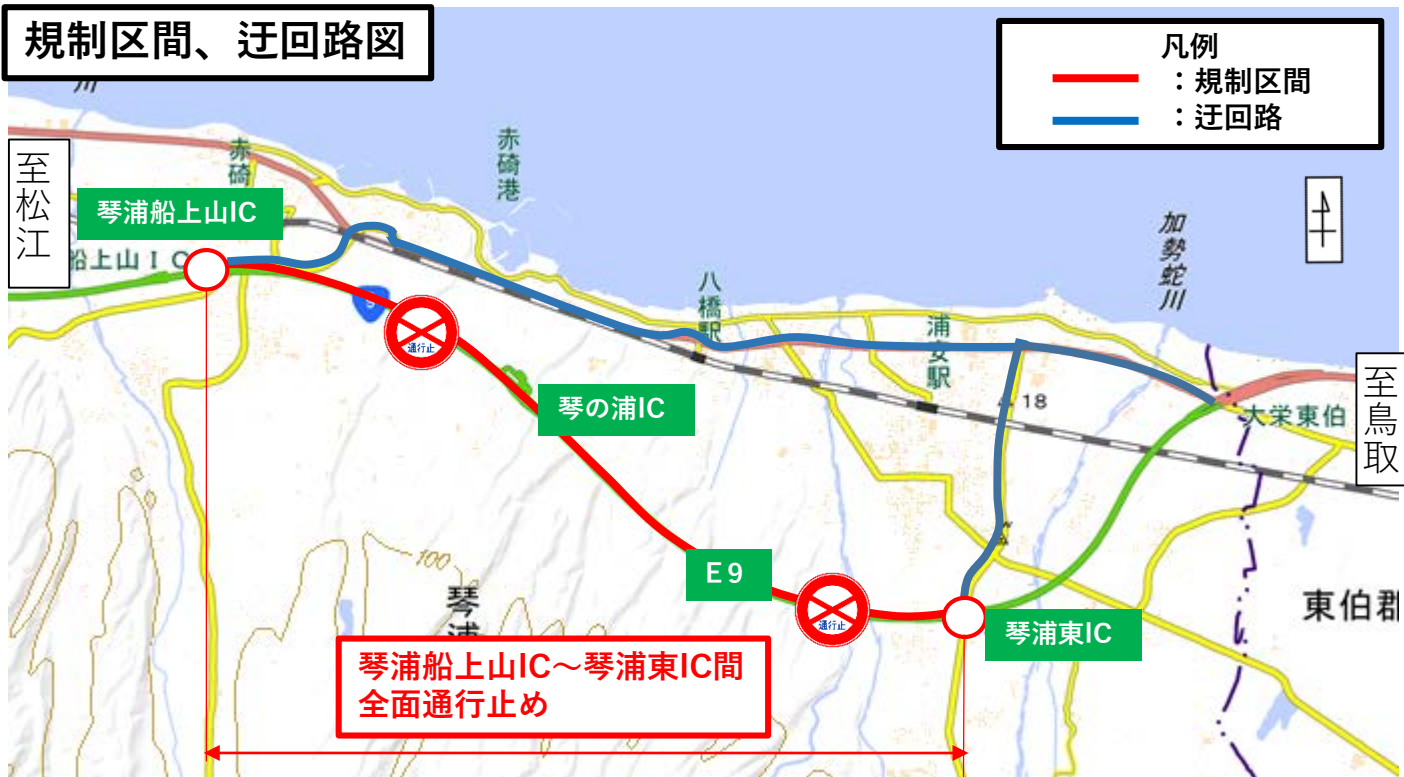 規制区間、迂回路図
凡例
：規制区間
：迂回路
川
至松江
赤碕
赤碕港
琴浦船上山IC
船上山IC
9
通行止
琴の浦IC
八橋駅
浦安駅
加勢蛇川
18
大栄東伯
至鳥取
100
E9
通行止
琴浦東IC
東伯郡
琴浦
琴浦船上山IC～琴浦東IC間
全面通行止め